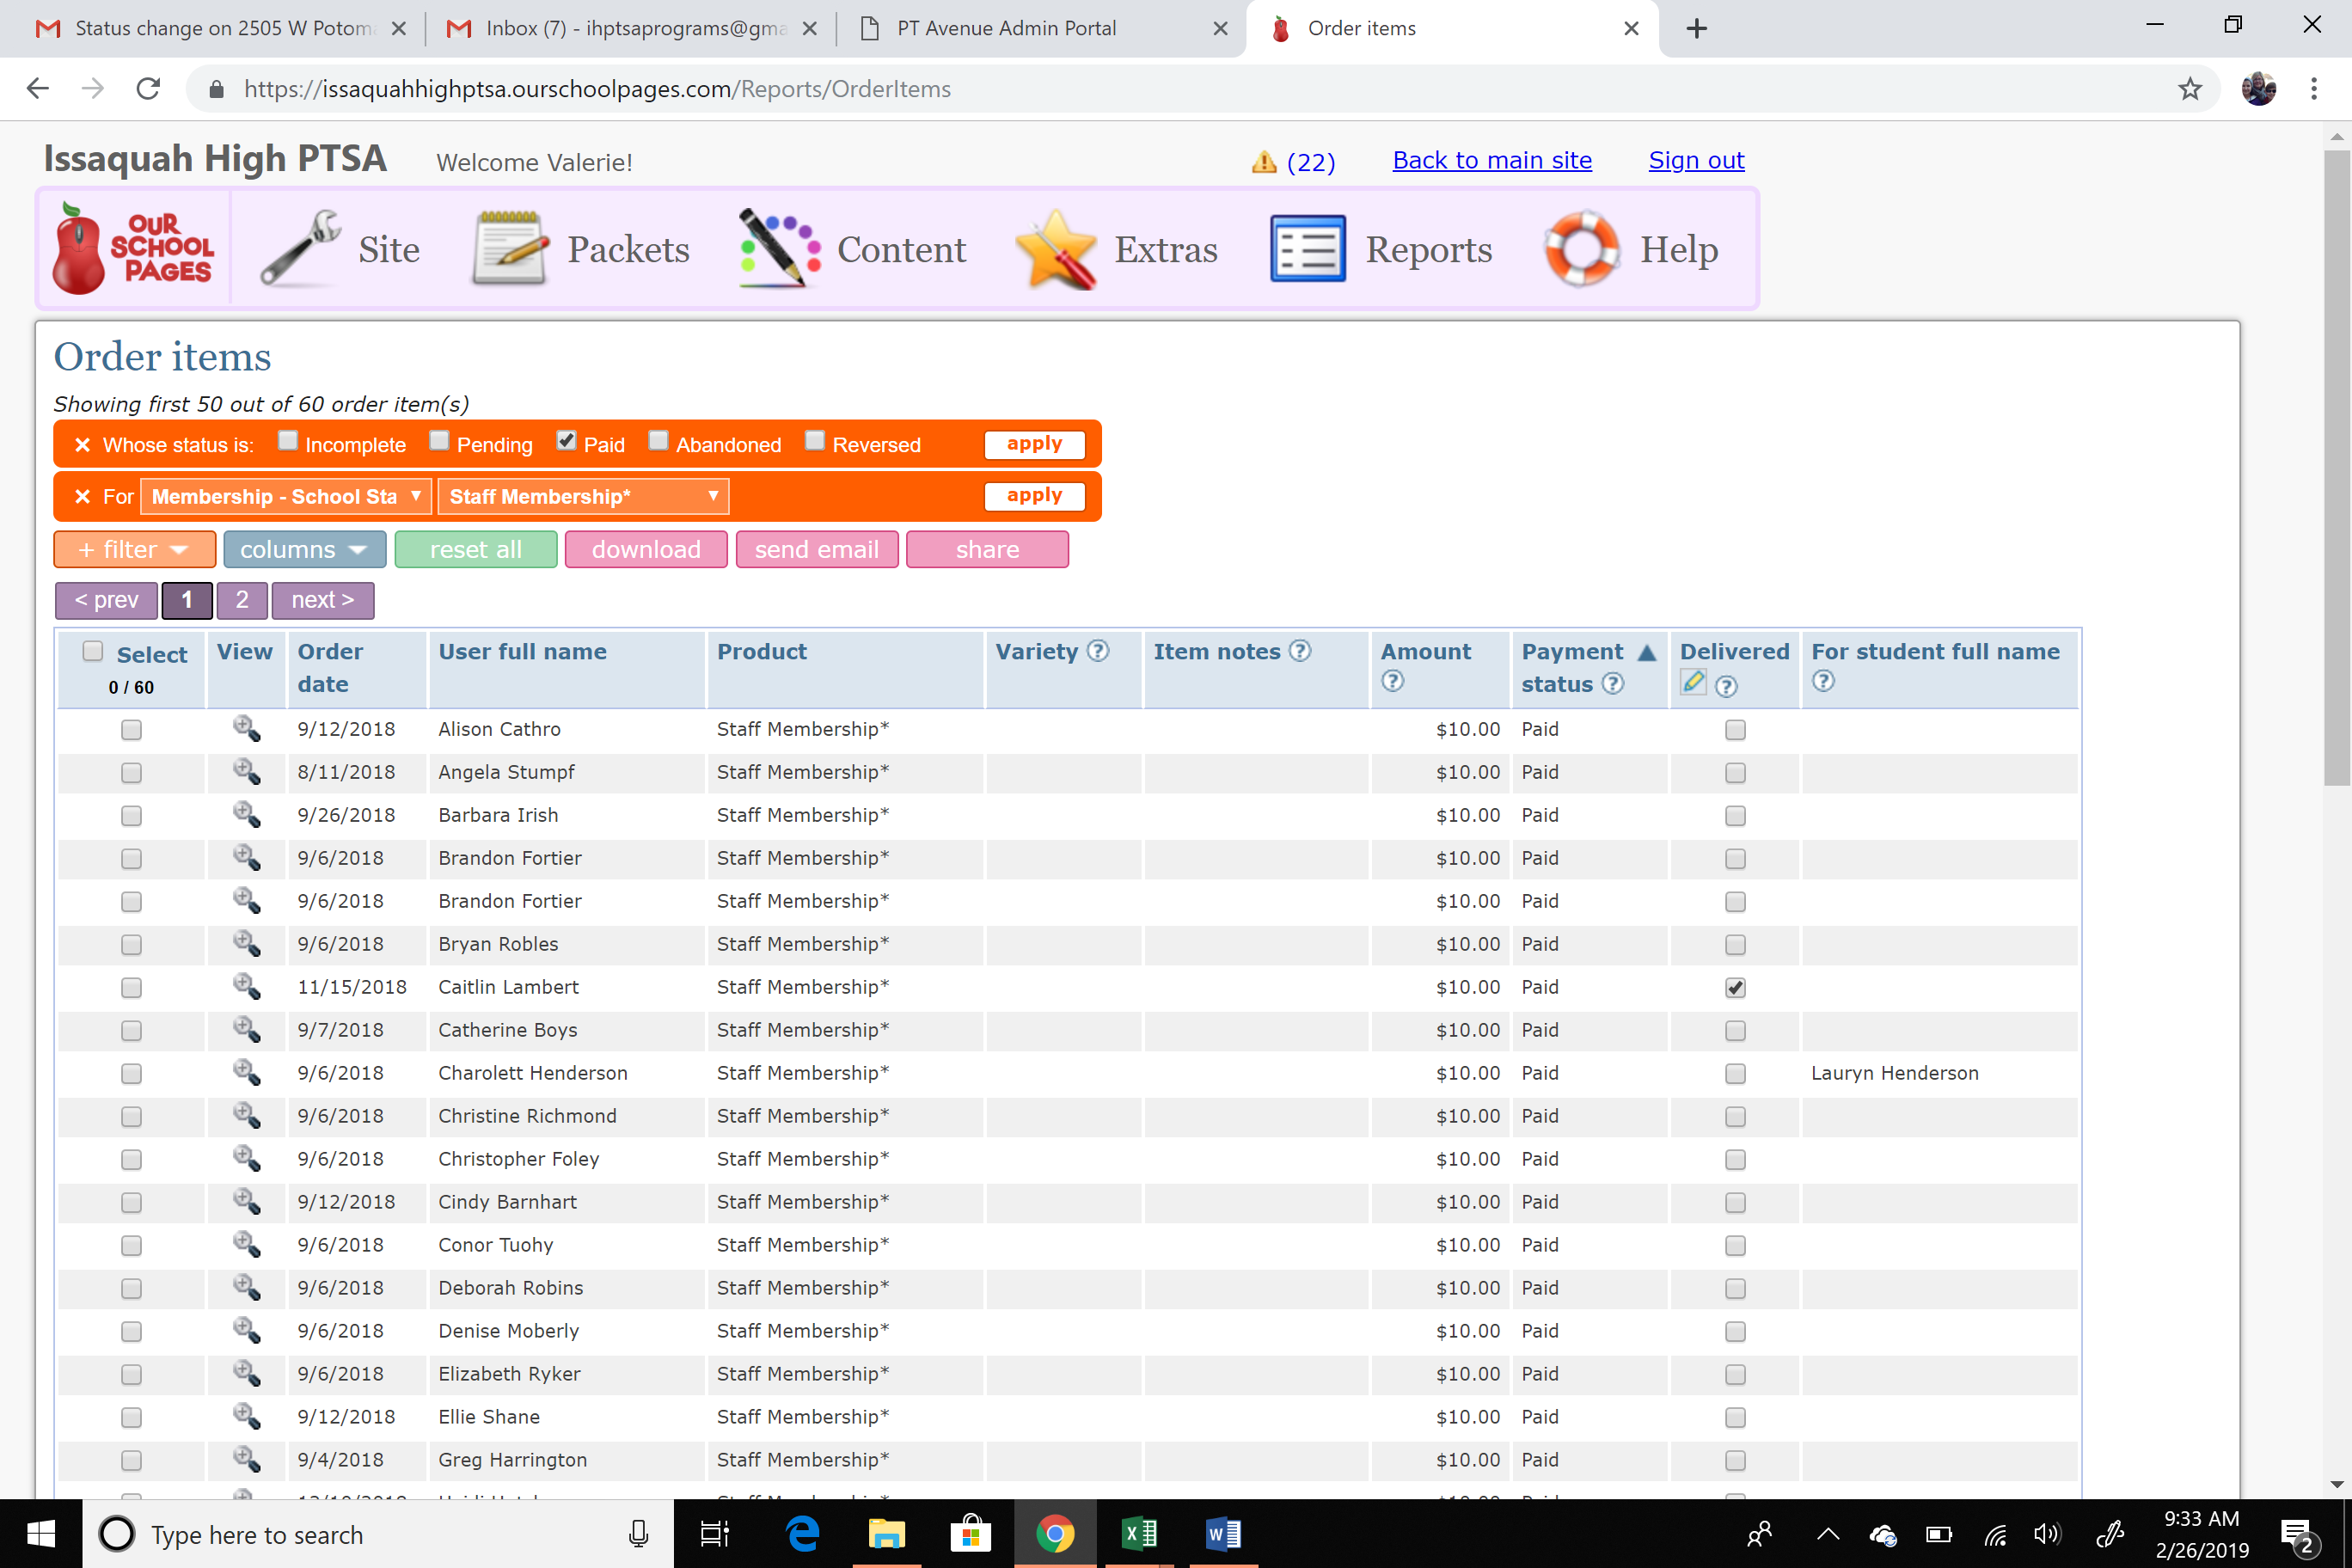 Status change on 2505 W Potom
Inbox (7) - ihptsaprograms@gma
PT Avenue Admin Portal
Order items
https://issaquahhighptsa.ourschoolpages.com/Reports/OrderItems
Issaquah High PTSA Welcome Valerie! (22) Back to main site Sign out
OUR SCHOOL PAGES Site Packets Content Extras Reports Help
Order items
Showing first 50 out of 60 order item(s)
Whose status is: Incomplete Pending Paid Abandoned Reversed apply
For Membership - School Sta Staff Membership* apply
+ filter columns reset all download send email share
< prev 1 2 next >
Select 0 / 60 View Order date User full name Product Variety ? Item notes ? Amount ? Payment status ? Delivered ? For student full name ?
9/12/2018 Alison Cathro Staff Membership* $10.00 Paid
8/11/2018 Angela Stumpf Staff Membership* $10.00 Paid
9/26/2018 Barbara Irish Staff Membership* $10.00 Paid
9/6/2018 Brandon Fortier Staff Membership* $10.00 Paid
9/6/2018 Brandon Fortier Staff Membership* $10.00 Paid
9/6/2018 Bryan Robles Staff Membership* $10.00 Paid
11/15/2018 Caitlin Lambert Staff Membership* $10.00 Paid
9/7/2018 Catherine Boys Staff Membership* $10.00 Paid
9/6/2018 Charolett Henderson Staff Membership* $10.00 Paid Lauryn Henderson
9/6/2018 Christine Richmond Staff Membership* $10.00 Paid
9/6/2018 Christopher Foley Staff Membership* $10.00 Paid
9/12/2018 Cindy Barnhart Staff Membership* $10.00 Paid
9/6/2018 Conor Tuohy Staff Membership* $10.00 Paid
9/6/2018 Deborah Robins Staff Membership* $10.00 Paid
9/6/2018 Denise Moberly Staff Membership* $10.00 Paid
9/6/2018 Elizabeth Ryker Staff Membership* $10.00 Paid
9/12/2018 Ellie Shane Staff Membership* $10.00 Paid
9/4/2018 Greg Harrington Staff Membership* $10.00 Paid
Type here to search
9:33 AM
2/26/2019
2